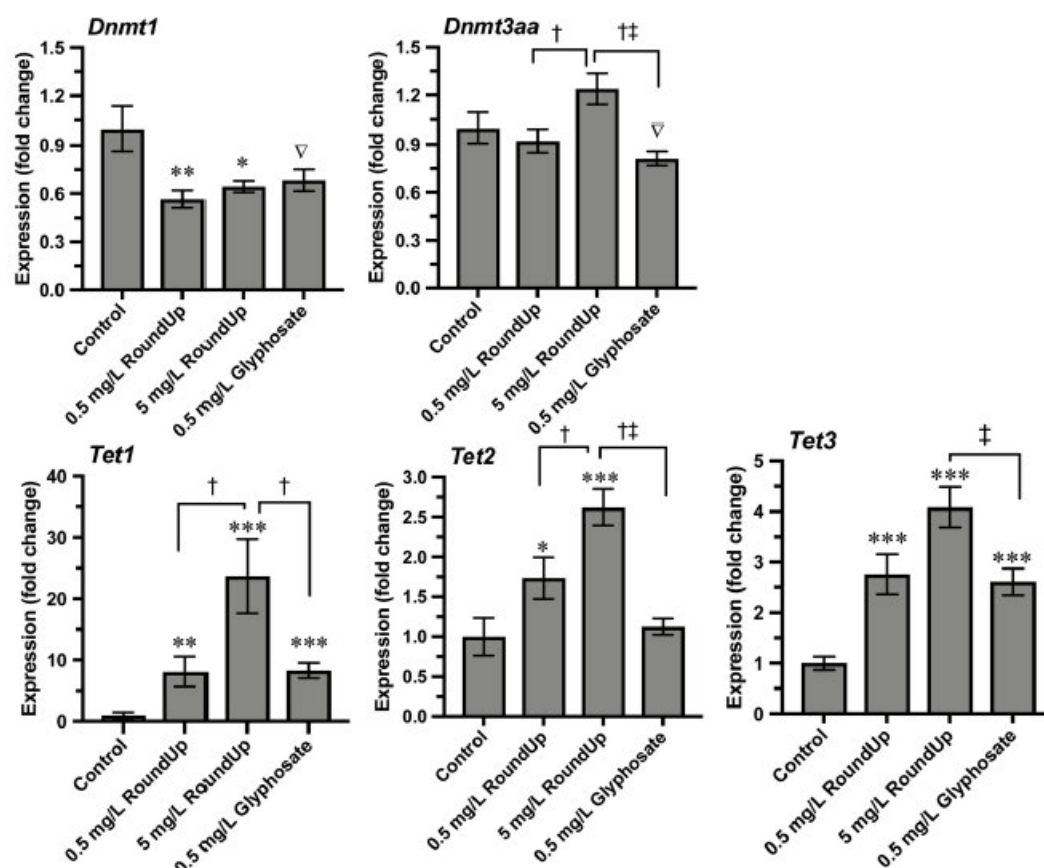 Dnmt1
Expression (fold change)
1.5
1.2
0.9
0.6
0.3
0.0
**
*
∇
Control
0.5 mg/L RoundUp
5 mg/L RoundUp
0.5 mg/L Glyphosate
Dnmt3aa
Expression (fold change)
1.5
1.2
0.9
0.6
0.3
0.0
†
†‡
∇
Control
0.5 mg/L RoundUp
5 mg/L RoundUp
0.5 mg/L Glyphosate
Tet1
Expression (fold change)
40
30
20
10
0
†
†
**
***
***
Control
0.5 mg/L RoundUp
5 mg/L RoundUp
0.5 mg/L Glyphosate
Tet2
Expression (fold change)
3.0
2.5
2.0
1.5
1.0
0.5
0.0
†
†‡
*
***
Control
0.5 mg/L RoundUp
5 mg/L RoundUp
0.5 mg/L Glyphosate
Tet3
Expression (fold change)
5
4
3
2
1
0
‡
***
***
***
Control
0.5 mg/L RoundUp
5 mg/L RoundUp
0.5 mg/L Glyphosate